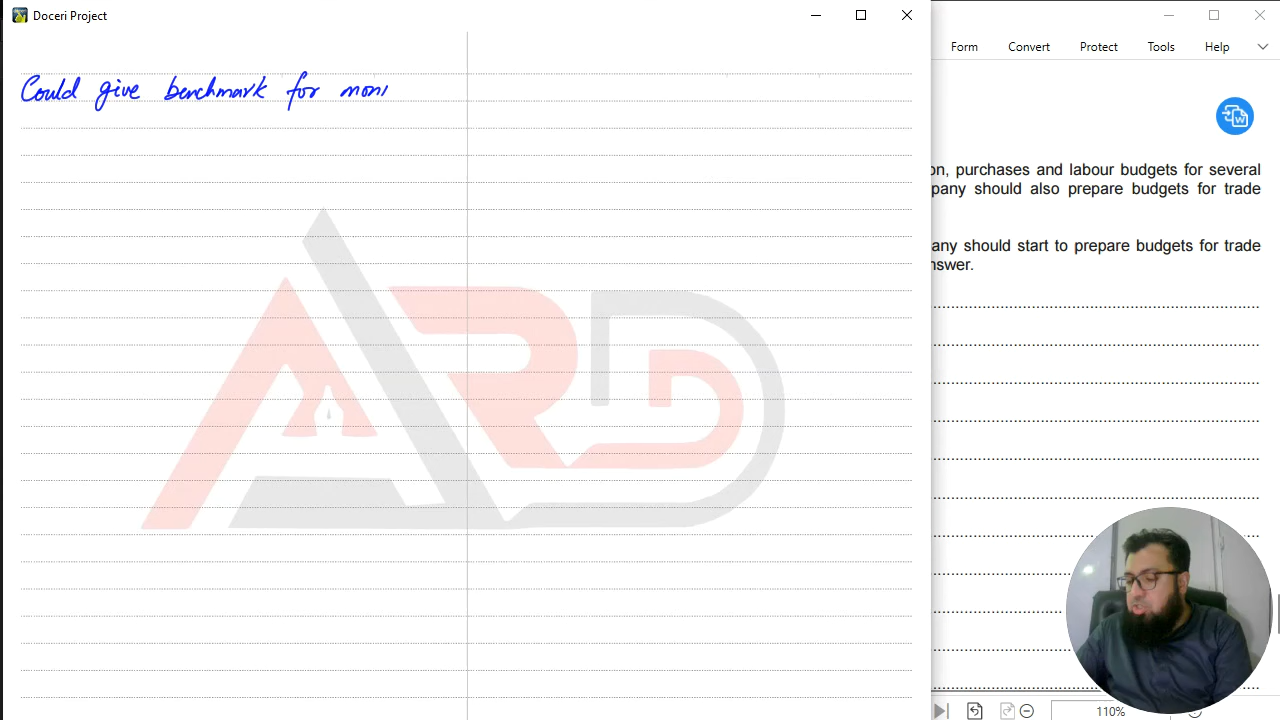 Doceri Project
Could give benchmark for moni
Form Convert Protect Tools Help
on, purchases and labour budgets for several
pany should also prepare budgets for trade
any should start to prepare budgets for trade
nswer.
110%